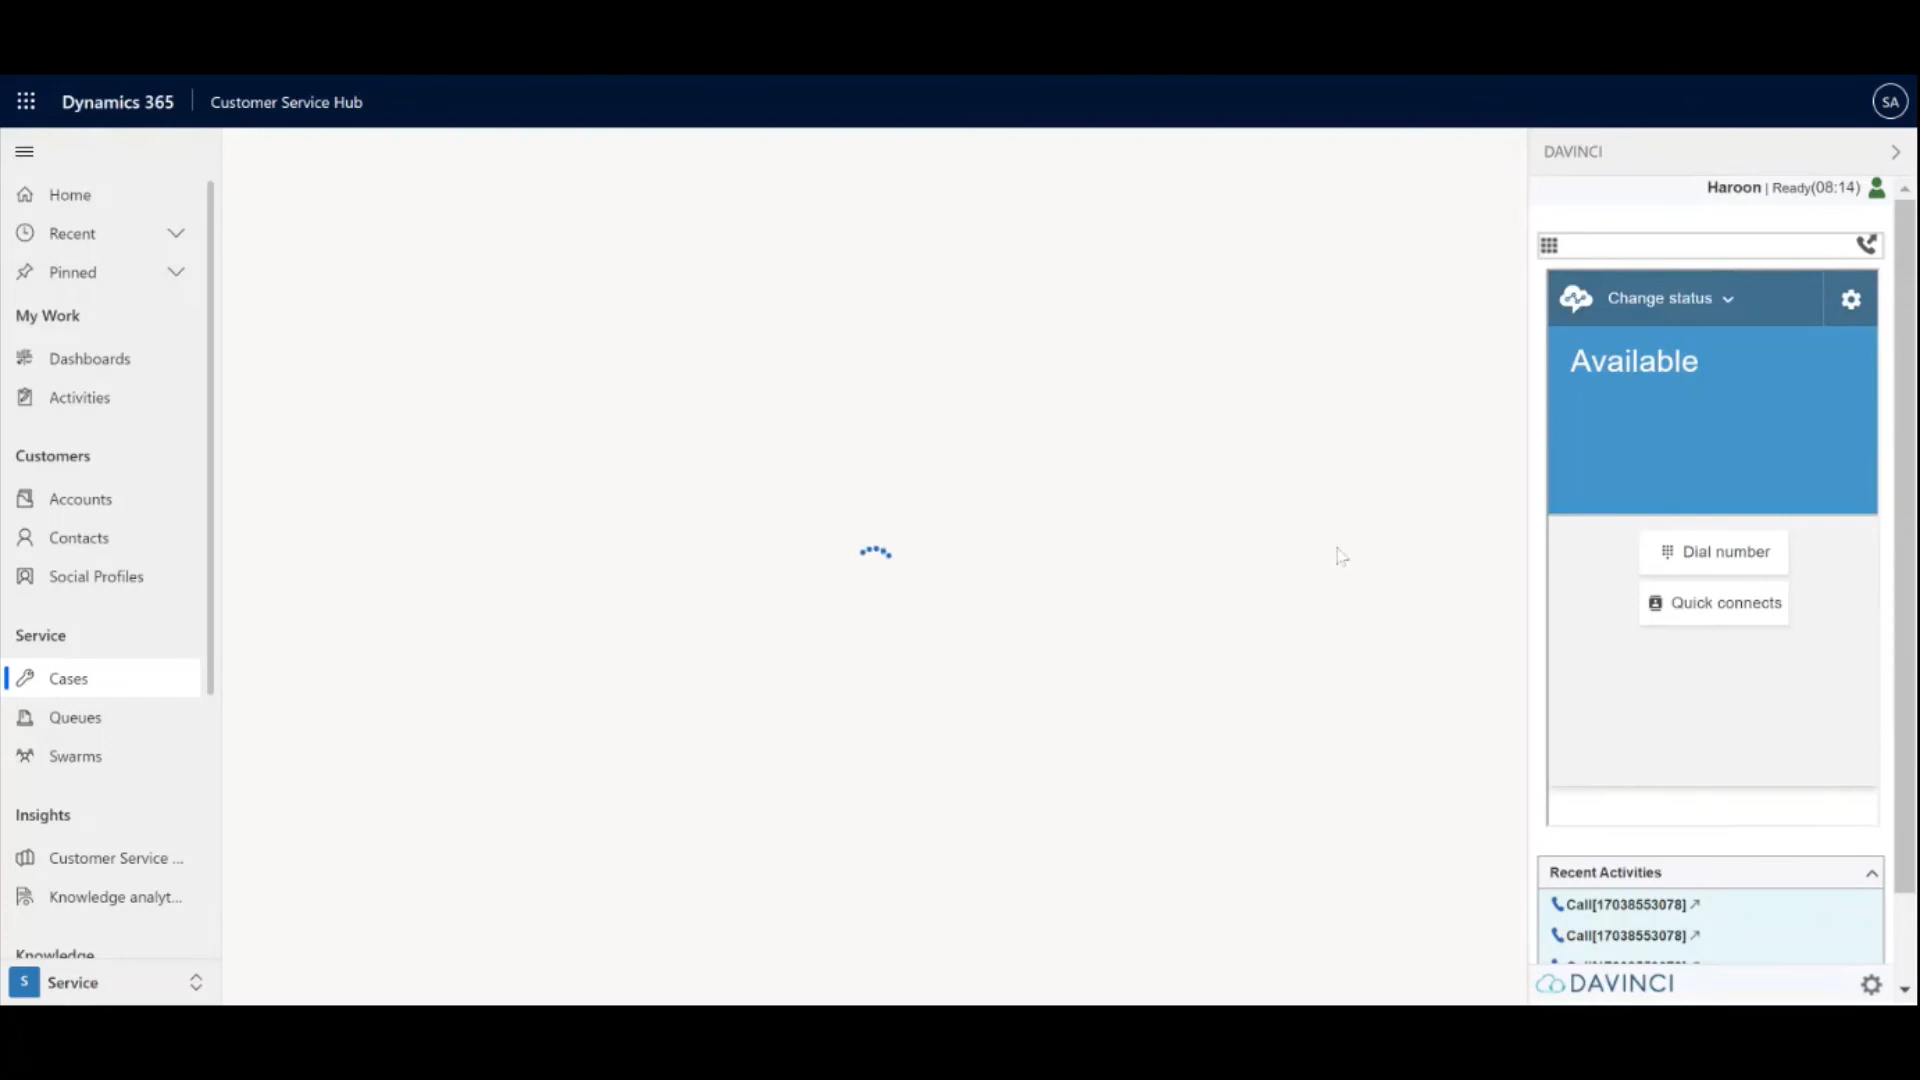 Dynamics 365
Customer Service Hub
SA
Home
Recent
Pinned
My Work
Dashboards
Activities
Customers
Accounts
Contacts
Social Profiles
Service
Cases
Queues
Swarms
Insights
Customer Service ...
Knowledge analyt...
Knowledge
S Service
DAVINCI
Haroon | Ready(08:14)
Change status
Available
Dial number
Quick connects
Recent Activities
Call[17038553078]
Call[17038553078]
DAVINCI